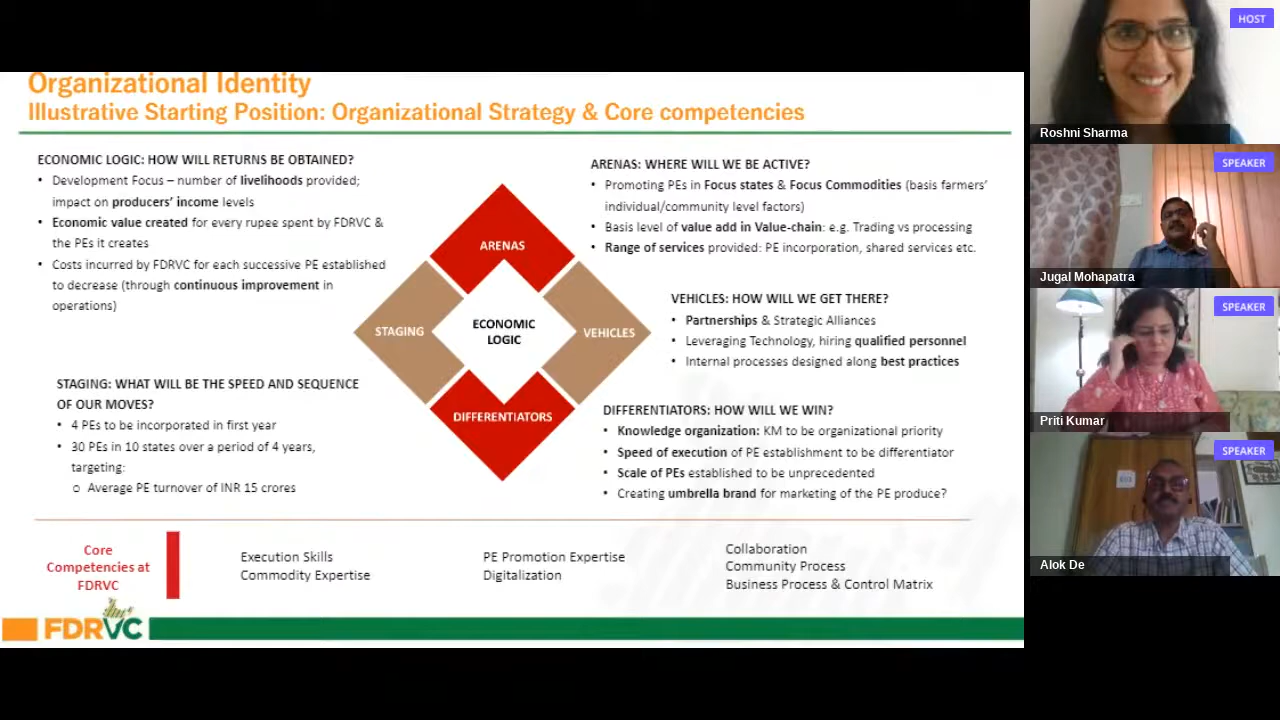 Organizational Identity
Illustrative Starting Position: Organizational Strategy & Core competencies
ECONOMIC LOGIC: HOW WILL RETURNS BE OBTAINED?
• Development Focus – number of livelihoods provided;
impact on producers' income levels
• Economic value created for every rupee spent by FDRVC &
the PEs it creates
• Costs incurred by FDRVC for each successive PE established
to decrease (through continuous improvement in
operations)
STAGING: WHAT WILL BE THE SPEED AND SEQUENCE
OF OUR MOVES?
• 4 PEs to be incorporated in first year
• 30 PEs in 10 states over a period of 4 years,
targeting:
o Average PE turnover of INR 15 crores
ARENAS
STAGING
ECONOMIC
LOGIC
VEHICLES
DIFFERENTIATORS
ARENAS: WHERE WILL WE BE ACTIVE?
• Promoting PEs in Focus states & Focus Commodities (basis farmers'
individual/community level factors)
• Basis level of value add in Value-chain: e.g. Trading vs processing
• Range of services provided: PE incorporation, shared services etc.
VEHICLES: HOW WILL WE GET THERE?
• Partnerships & Strategic Alliances
• Leveraging Technology, hiring qualified personnel
• Internal processes designed along best practices
DIFFERENTIATORS: HOW WILL WE WIN?
• Knowledge organization: KM to be organizational priority
• Speed of execution of PE establishment to be differentiator
• Scale of PEs established to be unprecedented
• Creating umbrella brand for marketing of the PE produce?
Core
Competencies at
FDRVC
Execution Skills
Commodity Expertise
PE Promotion Expertise
Digitalization
Collaboration
Community Process
Business Process & Control Matrix
FDRVC
HOST
Roshni Sharma
SPEAKER
Jugal Mohapatra
SPEAKER
Priti Kumar
SPEAKER
Alok De